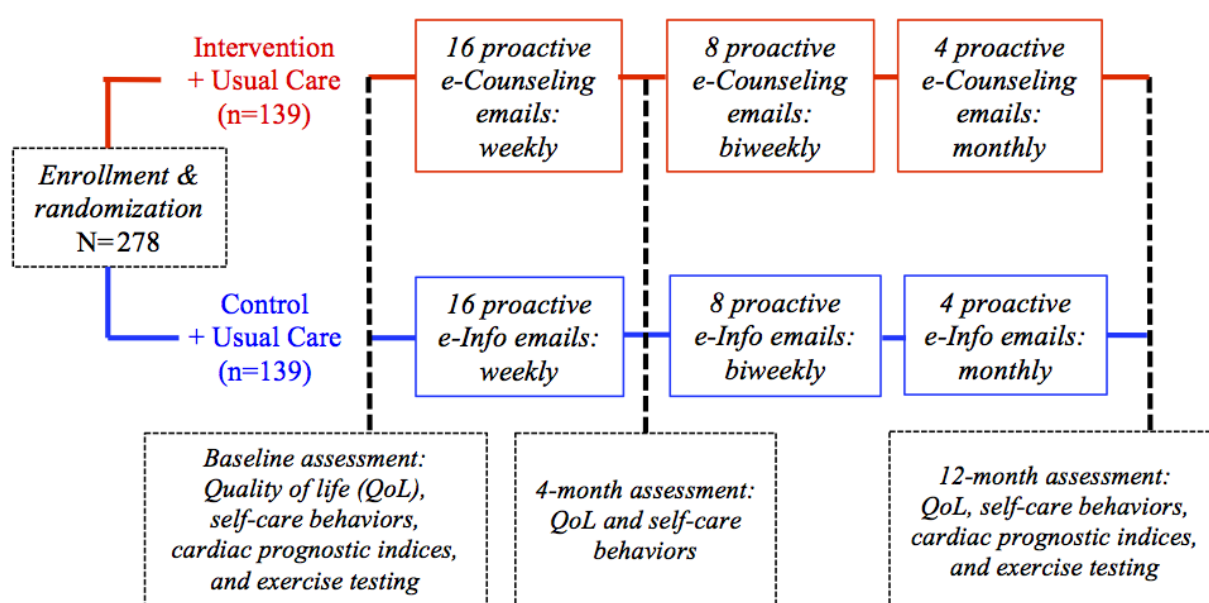 Intervention
+ Usual Care
(n=139)
16 proactive
e-Counseling
emails:
weekly
8 proactive
e-Counseling
emails:
biweekly
4 proactive
e-Counseling
emails:
monthly
Enrollment &
randomization
N=278
Control
+ Usual Care
(n=139)
16 proactive
e-Info emails:
weekly
8 proactive
e-Info emails:
biweekly
4 proactive
e-Info emails:
monthly
Baseline assessment:
Quality of life (QoL),
self-care behaviors,
cardiac prognostic indices,
and exercise testing
4-month assessment:
QoL and self-care
behaviors
12-month assessment:
QoL, self-care behaviors,
cardiac prognostic indices,
and exercise testing